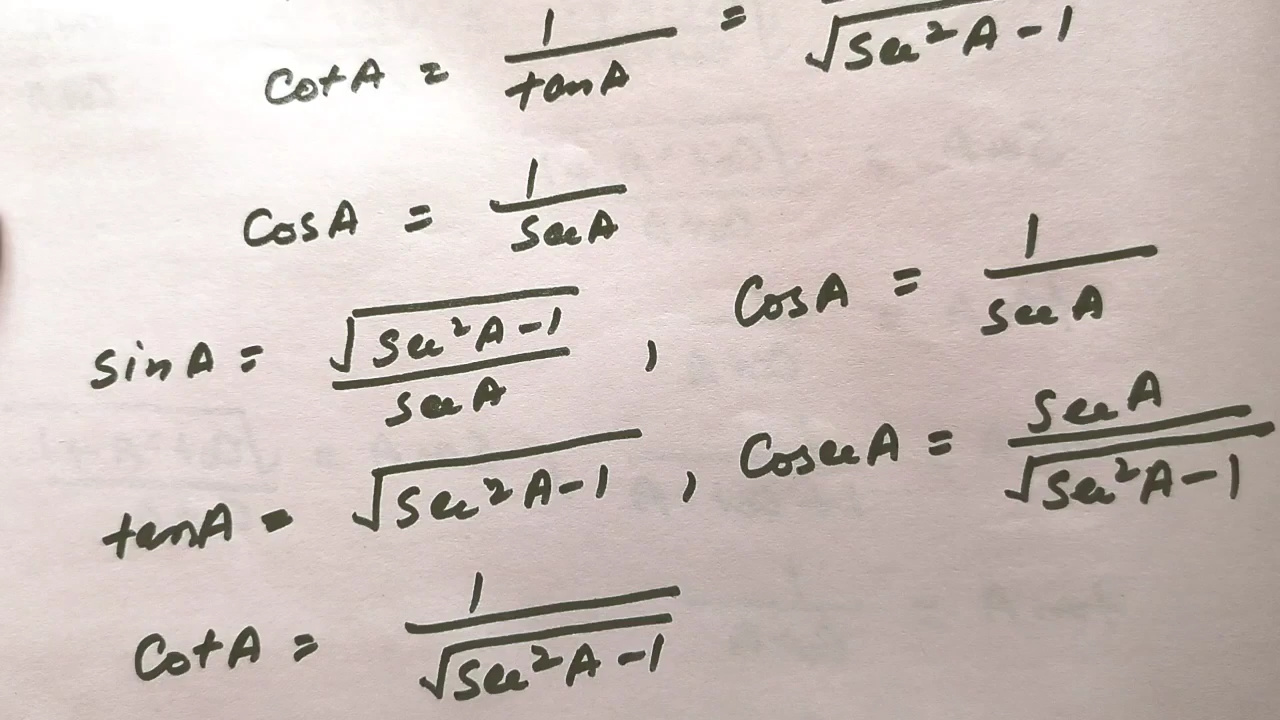 cotA = 1/tanA = /√sec²A-1
cosA = 1/secA
sinA = √sec²A-1/secA , cosA = 1/secA
tanA = √sec²A-1 , cosecA = secA/√sec²A-1
cotA = 1/√sec²A-1